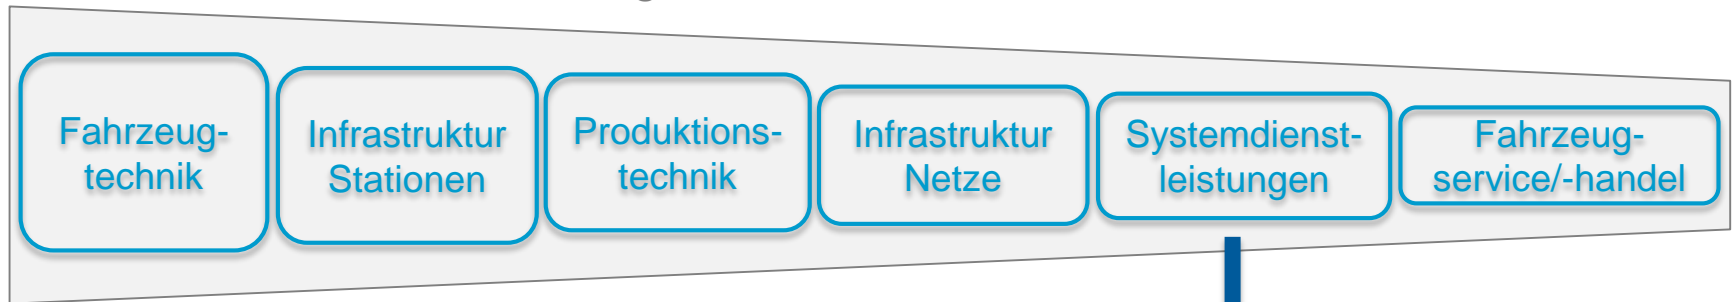 Fahrzeug-
technik
Infrastruktur
Stationen
Produktions-
technik
Infrastruktur
Netze
Systemdienst-
leistungen
Fahrzeug-
service/-handel